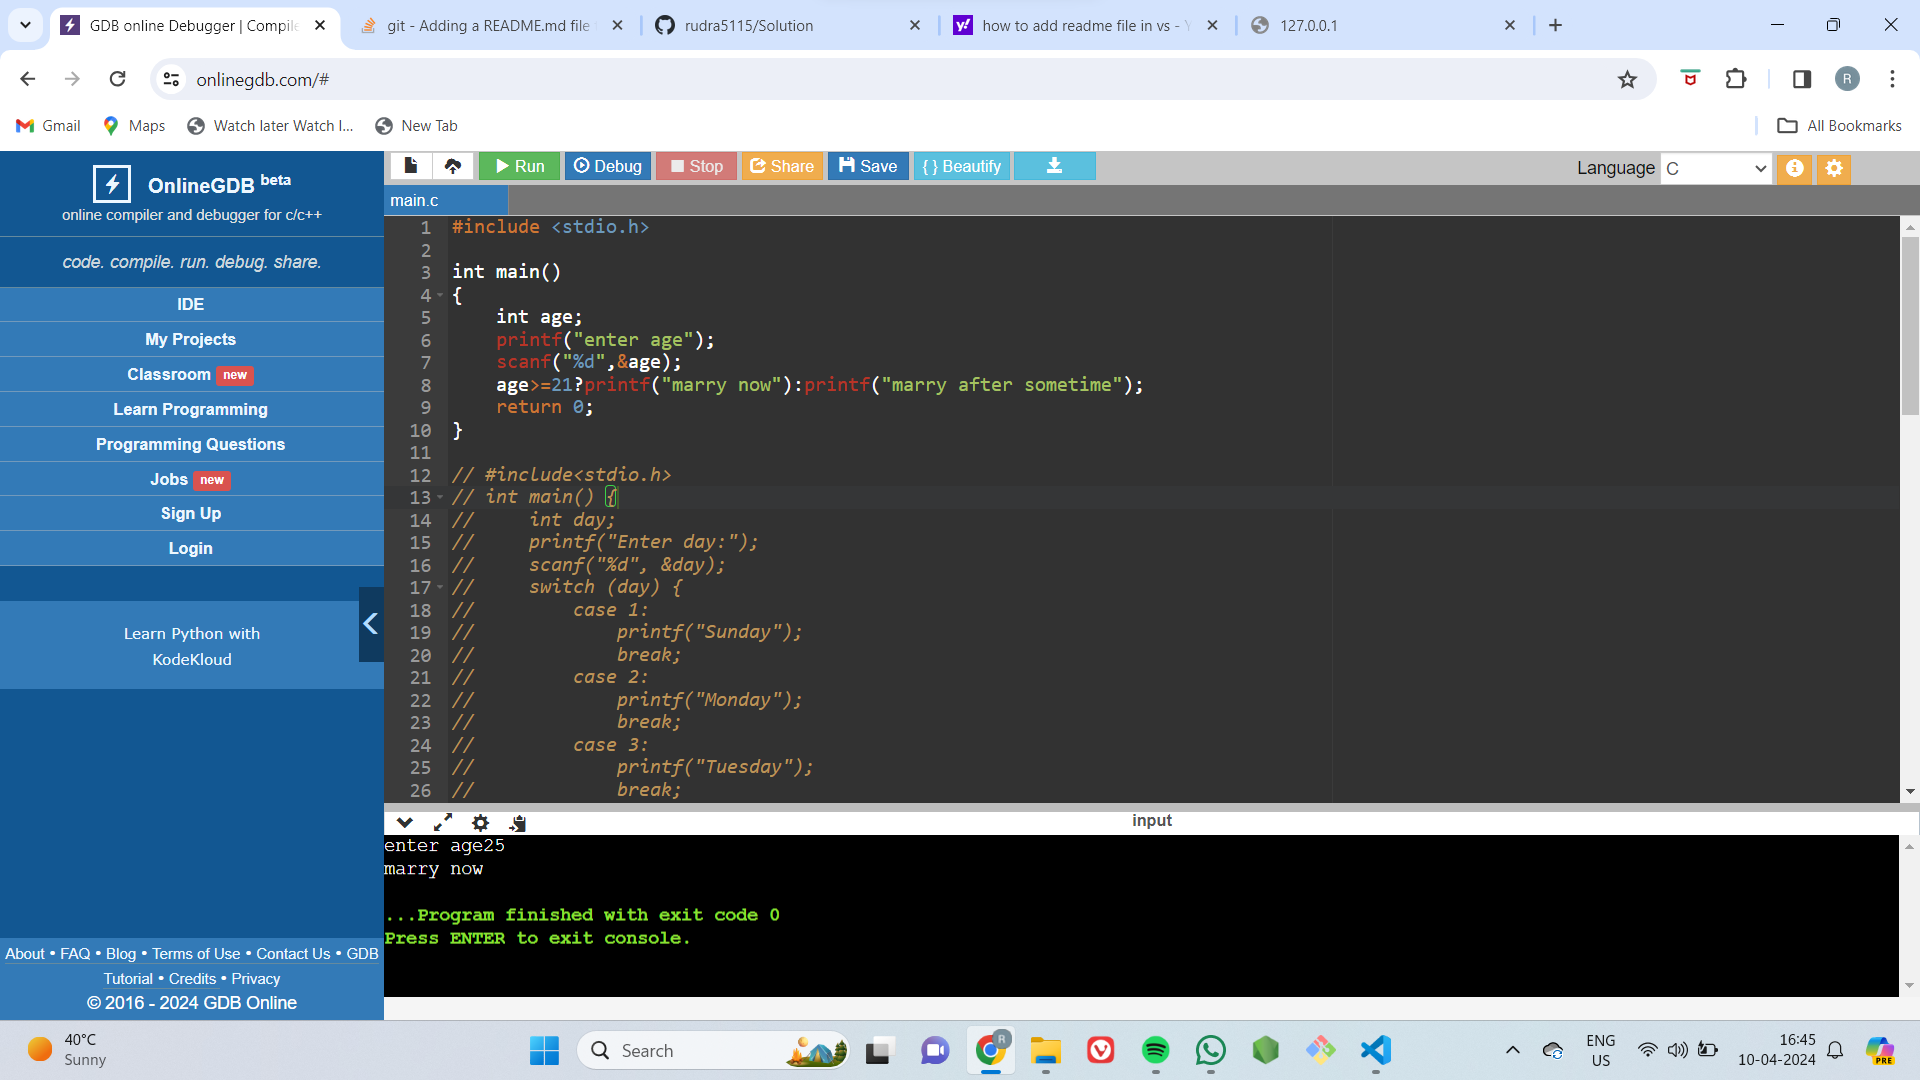 GDB online Debugger | Compile
git - Adding a README.md file
rudra5115/Solution
how to add readme file in vs - Y
127.0.0.1
onlinegdb.com/#
R
Gmail
Maps
Watch later Watch l...
New Tab
All Bookmarks
OnlineGDB beta
online compiler and debugger for c/c++
code. compile. run. debug. share.
IDE
My Projects
Classroom new
Learn Programming
Programming Questions
Jobs new
Sign Up
Login
Learn Python with
KodeKloud
About • FAQ • Blog • Terms of Use • Contact Us • GDB
Tutorial • Credits • Privacy
© 2016 - 2024 GDB Online
Run
Debug
Stop
Share
Save
{ } Beautify
Language C
main.c
1 #include <stdio.h>
2
3 int main()
4 {
5     int age;
6     printf("enter age");
7     scanf("%d",&age);
8     age>=21?printf("marry now"):printf("marry after sometime");
9     return 0;
10 }
11
12 // #include<stdio.h>
13 // int main() {
14 //     int day;
15 //     printf("Enter day:");
16 //     scanf("%d", &day);
17 //     switch (day) {
18 //         case 1:
19 //             printf("Sunday");
20 //             break;
21 //         case 2:
22 //             printf("Monday");
23 //             break;
24 //         case 3:
25 //             printf("Tuesday");
26 //             break;
input
enter age25
marry now
...Program finished with exit code 0
Press ENTER to exit console.
40°C
Sunny
Search
R
ENG
US
16:45
10-04-2024
PRE